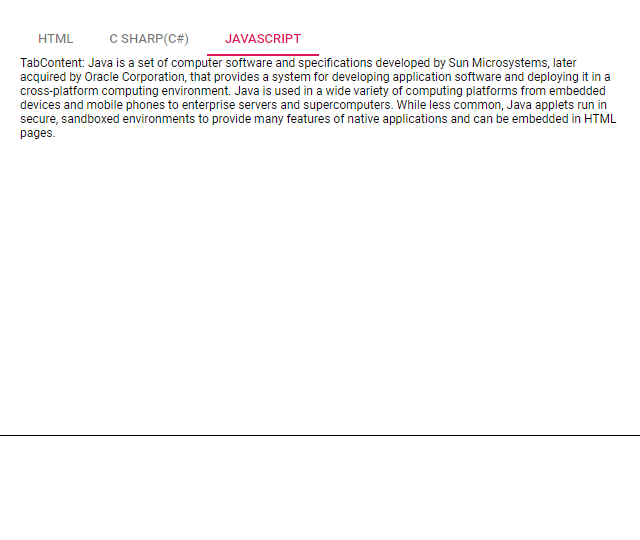 HTML C SHARP(C#) JAVASCRIPT
TabContent: Java is a set of computer software and specifications developed by Sun Microsystems, later
acquired by Oracle Corporation, that provides a system for developing application software and deploying it in a
cross-platform computing environment. Java is used in a wide variety of computing platforms from embedded
devices and mobile phones to enterprise servers and supercomputers. While less common, Java applets run in
secure, sandboxed environments to provide many features of native applications and can be embedded in HTML
pages.